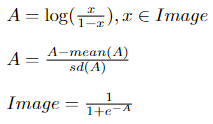 A = log(x/(1−x)), x ∈ Image
A = (A−mean(A))/sd(A)
Image = 1/(1+e^(−A))